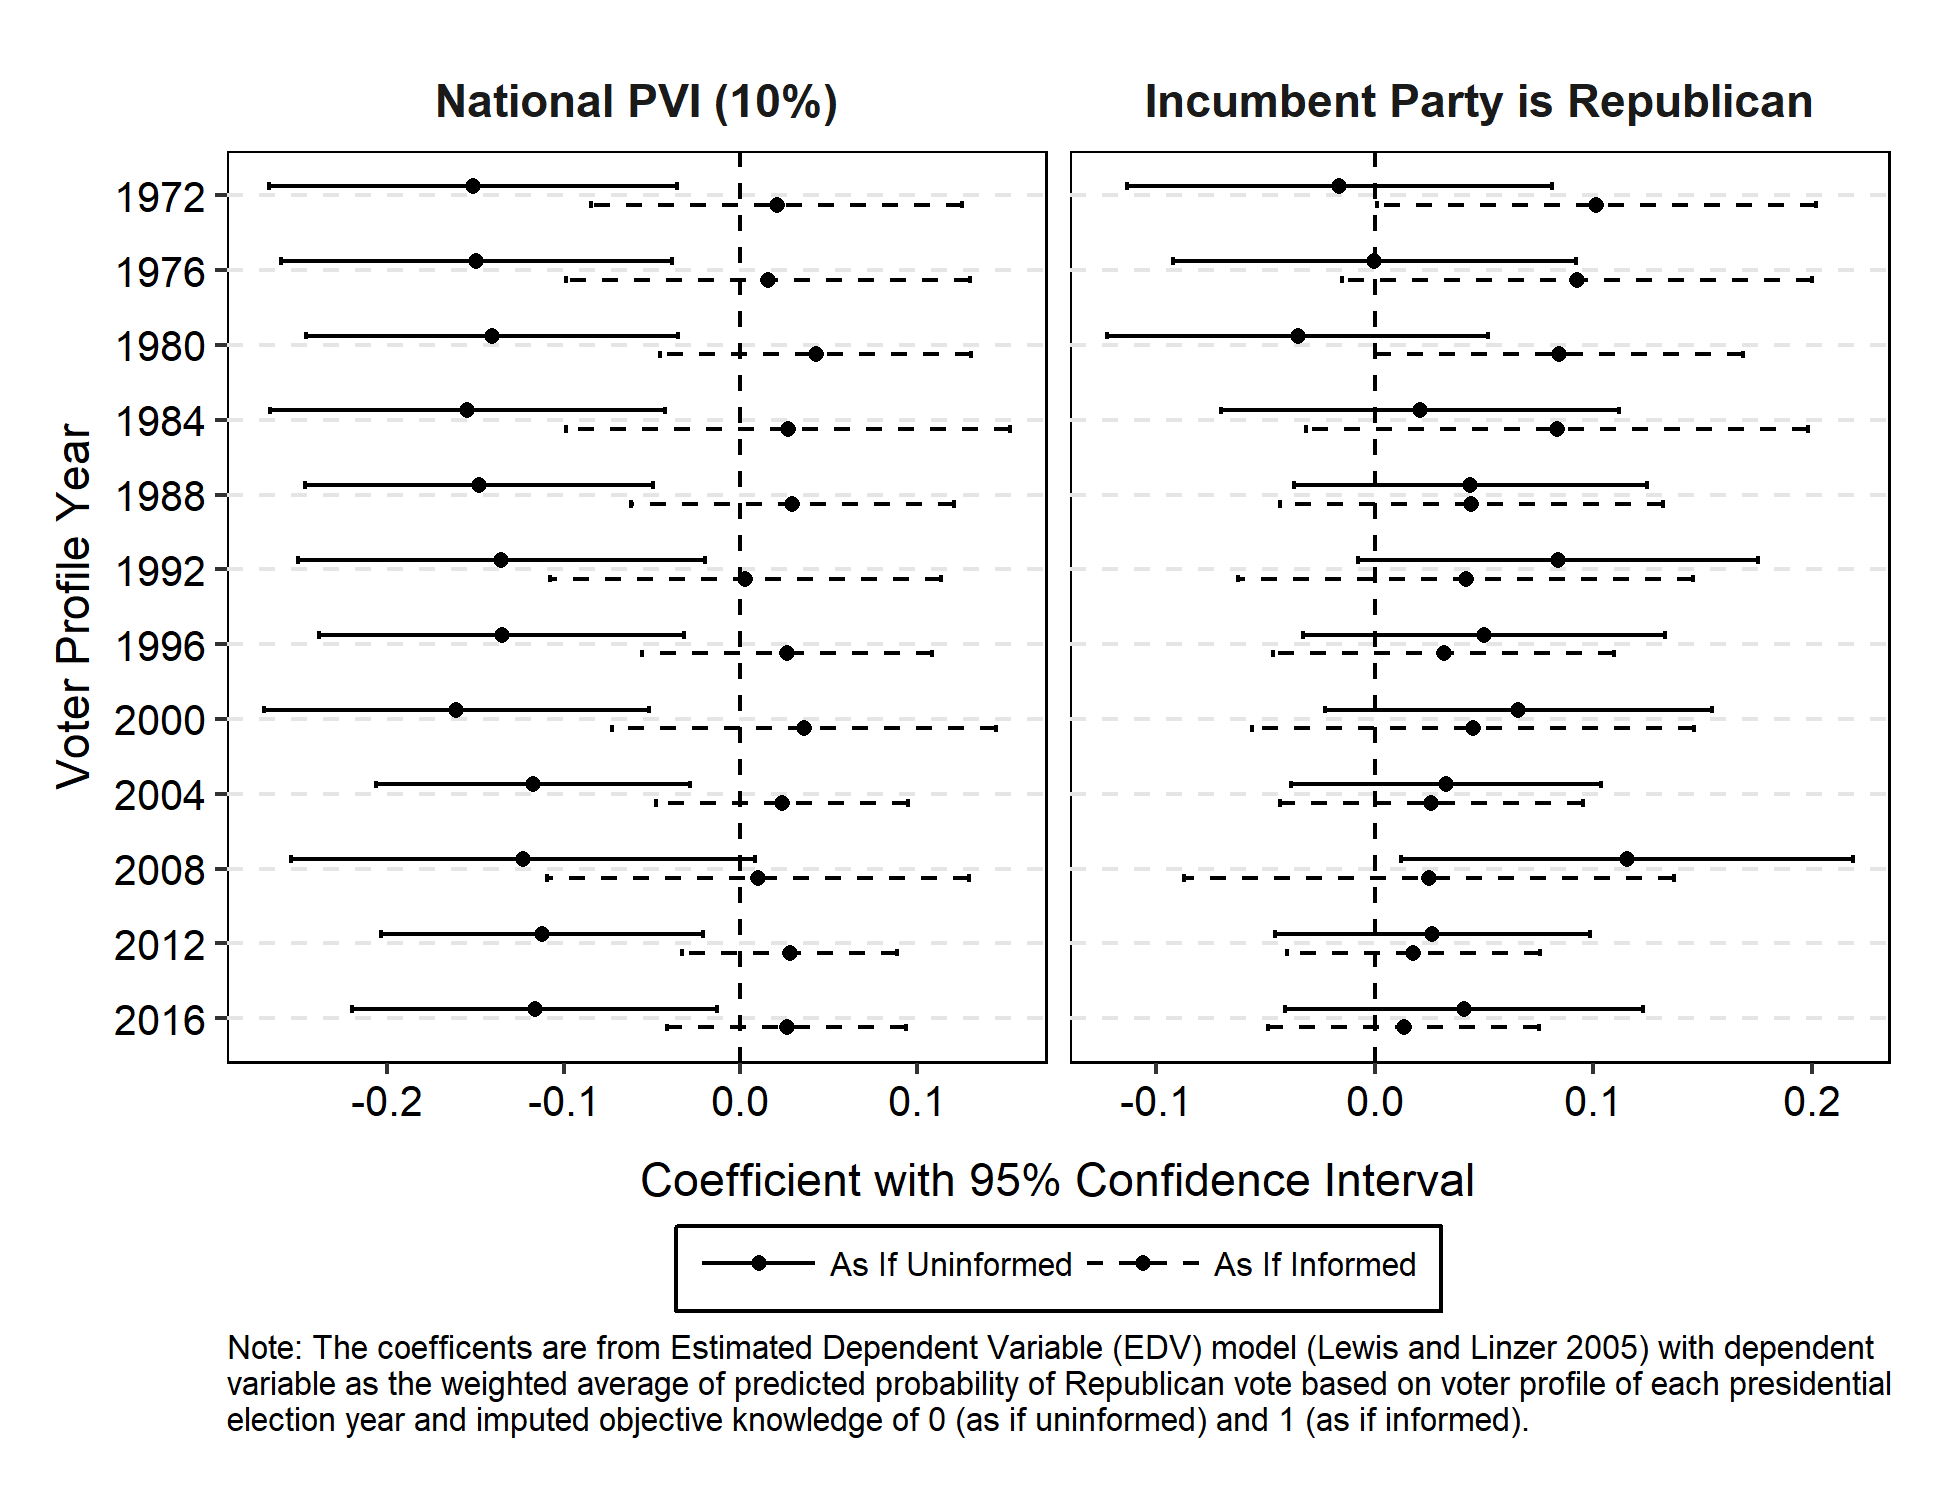 National PVI (10%)
Incumbent Party is Republican
Voter Profile Year
1972
1976
1980
1984
1988
1992
1996
2000
2004
2008
2012
2016
-0.2 -0.1 0.0 0.1
-0.1 0.0 0.1 0.2
Coefficient with 95% Confidence Interval
As If Uninformed As If Informed
Note: The coefficents are from Estimated Dependent Variable (EDV) model (Lewis and Linzer 2005) with dependent
variable as the weighted average of predicted probability of Republican vote based on voter profile of each presidential
election year and imputed objective knowledge of 0 (as if uninformed) and 1 (as if informed).